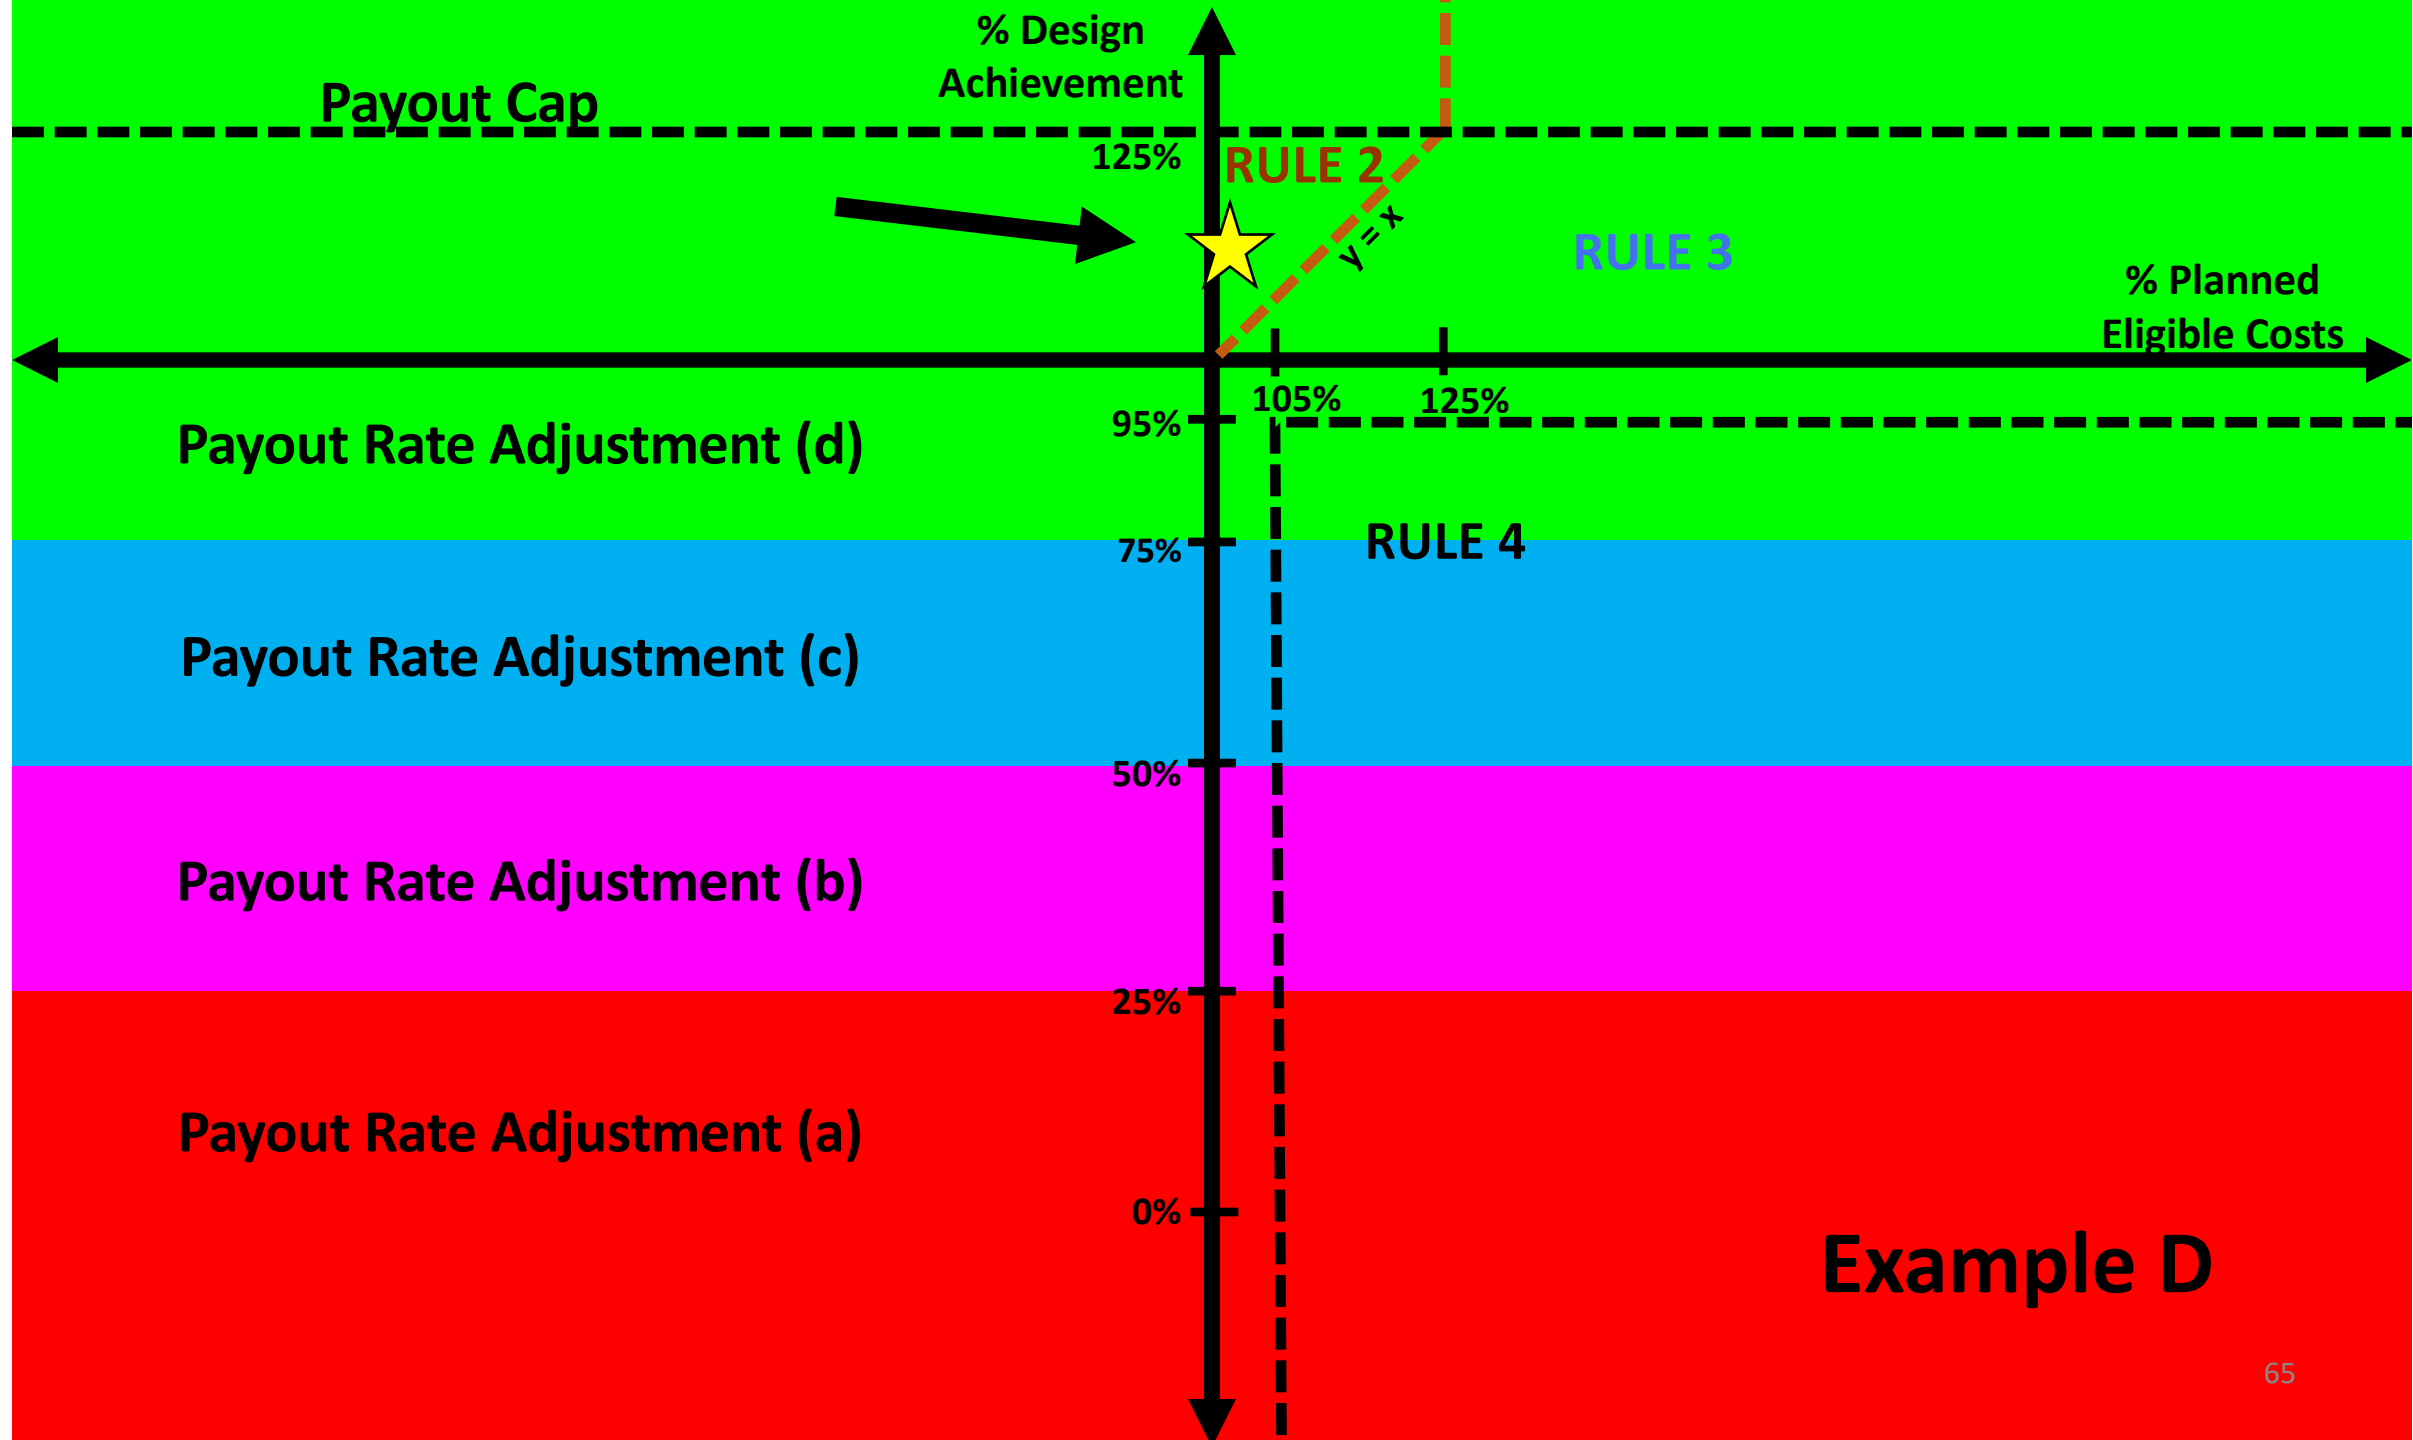 % Design
Achievement
Payout Cap
125%
RULE 2
y = x
RULE 3
% Planned
Eligible Costs
105%
125%
95%
Payout Rate Adjustment (d)
75%
RULE 4
Payout Rate Adjustment (c)
50%
Payout Rate Adjustment (b)
25%
Payout Rate Adjustment (a)
0%
Example D
65